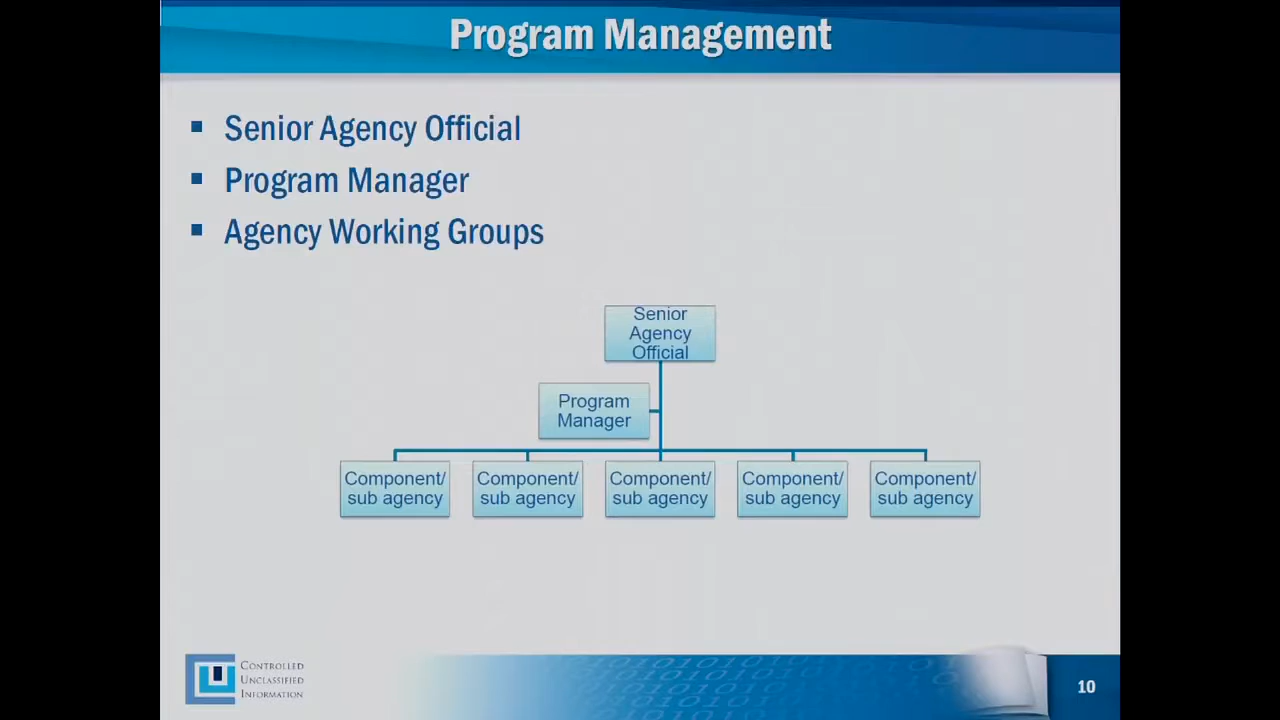 Program Management
Senior Agency Official
Program Manager
Agency Working Groups
Senior
Agency
Official
Program
Manager
Component/
sub agency
Component/
sub agency
Component/
sub agency
Component/
sub agency
Component/
sub agency
CONTROLLED
UNCLASSIFIED
INFORMATION
10